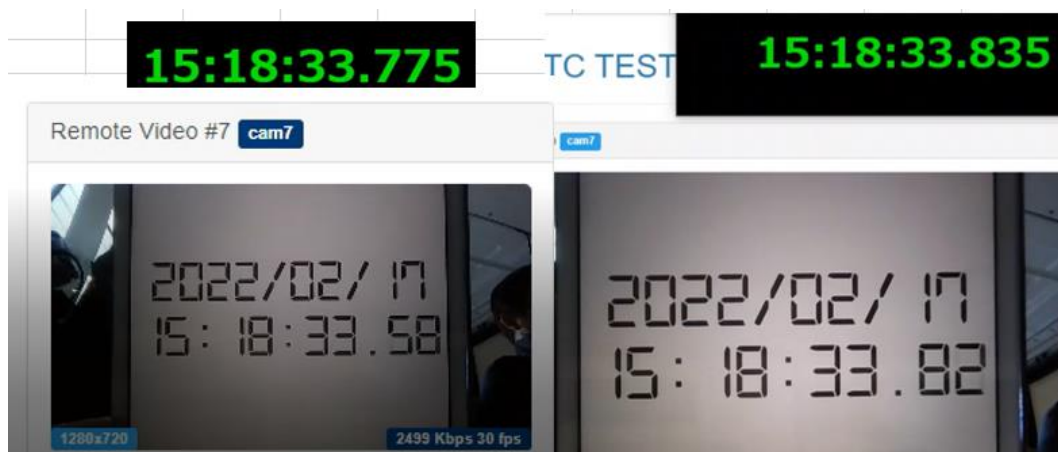 15:18:33.775
Remote Video #7 cam7
2022/02/17
15:18:33.58
1280x720
2499 Kbps 30 fps
15:18:33.835
TC TEST
cam7
2022/02/17
15:18:33.82